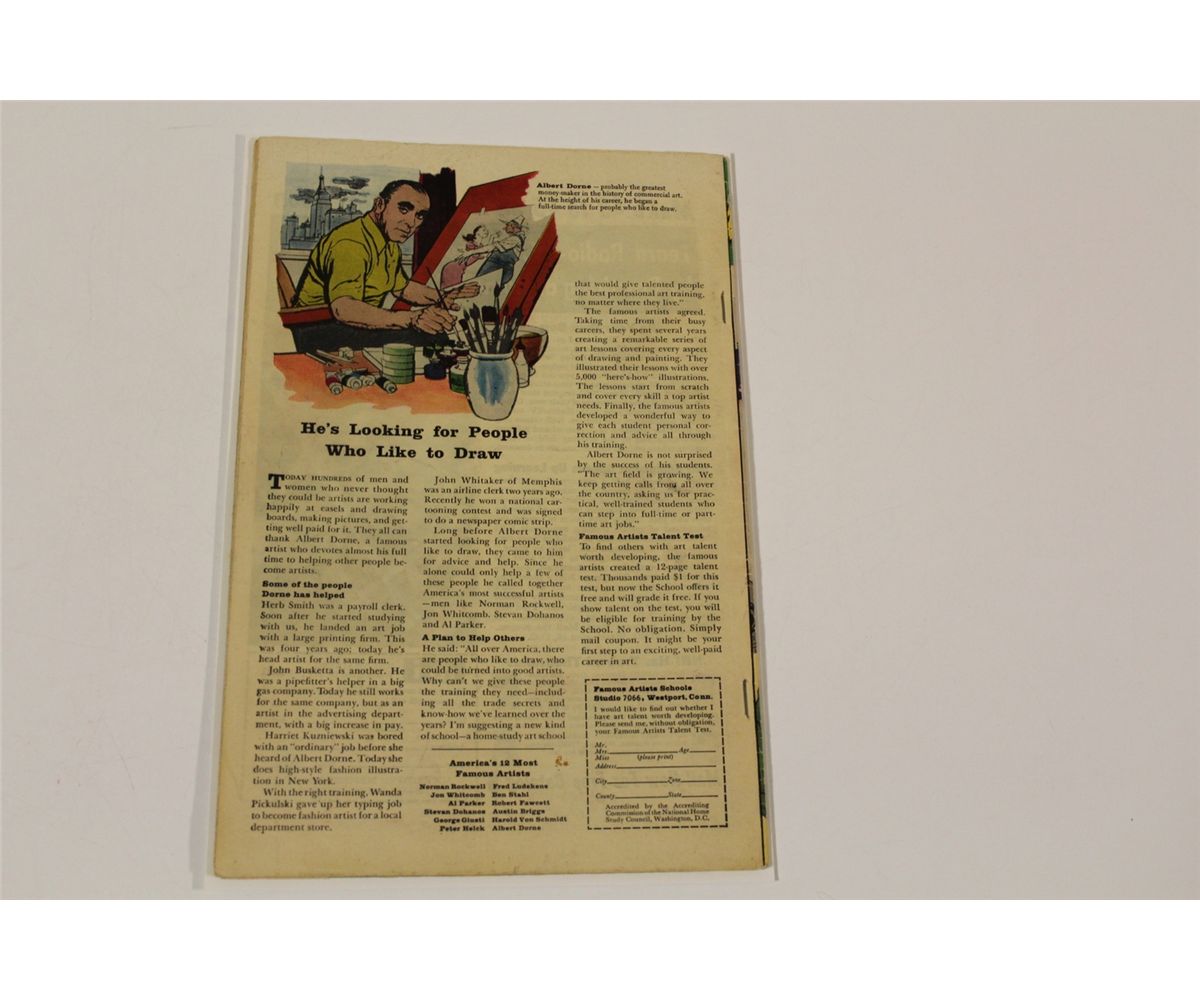 Albert Dorne — probably the greatest
money-maker in the history of commercial art.
At the height of his career, he began a
full-time search for people who like to draw.
He's Looking for People
Who Like to Draw
TODAY HUNDREDS of men and
women who never thought
they could be artists are working
happily at easels and drawing
boards, making pictures, and get-
ting well paid for it. They all can
thank Albert Dorne, a famous
artist who devotes almost his full
time to helping other people be-
come artists.
Some of the people
Dorne has helped
Herb Smith was a payroll clerk.
Soon after he started studying
with us, he landed an art job
with a large printing firm. This
was four years ago; today he's
head artist for the same firm.
John Busketta is another. He
was a pipefitter's helper in a big
gas company. Today he still works
for the same company, but as an
artist in the advertising depart-
ment, with a big increase in pay.
Harriet Kuzniewski was bored
with an "ordinary" job before she
heard of Albert Dorne. Today she
does high-style fashion illustra-
tion in New York.
With the right training, Wanda
Pickulski gave up her typing job
to become fashion artist for a local
department store.
John Whitaker of Memphis
was an airline clerk two years ago.
Recently he won a national car-
tooning contest and was signed
to do a newspaper comic strip.
Long before Albert Dorne
started looking for people who
like to draw, they came to him
for advice and help. Since he
alone could only help a few of
these people he called together
America's most successful artists
—men like Norman Rockwell,
Jon Whitcomb, Stevan Dohanos
and Al Parker.
A Plan to Help Others
He said: "All over America, there
are people who like to draw, who
could be turned into good artists.
Why can't we give these people
the training they need—includ-
ing all the trade secrets and
know-how we've learned over the
years? I'm suggesting a new kind
of school—a home-study art school
America's 12 Most
Famous Artists
Norman Rockwell Fred Ludekens
Jon Whitcomb Ben Stahl
Al Parker Robert Fawcett
Stevan Dohanos Austin Briggs
George Giusti Harold Von Schmidt
Peter Helck Albert Dorne
that would give talented people
the best professional art training,
no matter where they live."
The famous artists agreed.
Taking time from their busy
careers, they spent several years
creating a remarkable series of
art lessons covering every aspect
of drawing and painting. They
illustrated their lessons with over
5,000 "here's-how" illustrations.
The lessons start from scratch
and cover every skill a top artist
needs. Finally, the famous artists
developed a wonderful way to
give each student personal cor-
rection and advice all through
his training.
Albert Dorne is not surprised
by the success of his students.
"The art field is growing. We
keep getting calls from all over
the country, asking us for prac-
tical, well-trained students who
can step into full-time or part-
time art jobs."
Famous Artists Talent Test
To find others with art talent
worth developing, the famous
artists created a 12-page talent
test. Thousands paid $1 for this
test, but now the School offers it
free and will grade it free. If you
show talent on the test, you will
be eligible for training by the
School. No obligation. Simply
mail coupon. It might be your
first step to an exciting, well-paid
career in art.
Famous Artists Schools
Studio 7066, Westport, Conn.
I would like to find out whether I
have art talent worth developing.
Please send me, without obligation,
your Famous Artists Talent Test.
Mr.
Mrs. Age
Miss (please print)
Address
City Zone
County State
Accredited by the Accrediting
Commission of the National Home
Study Council, Washington, D.C.